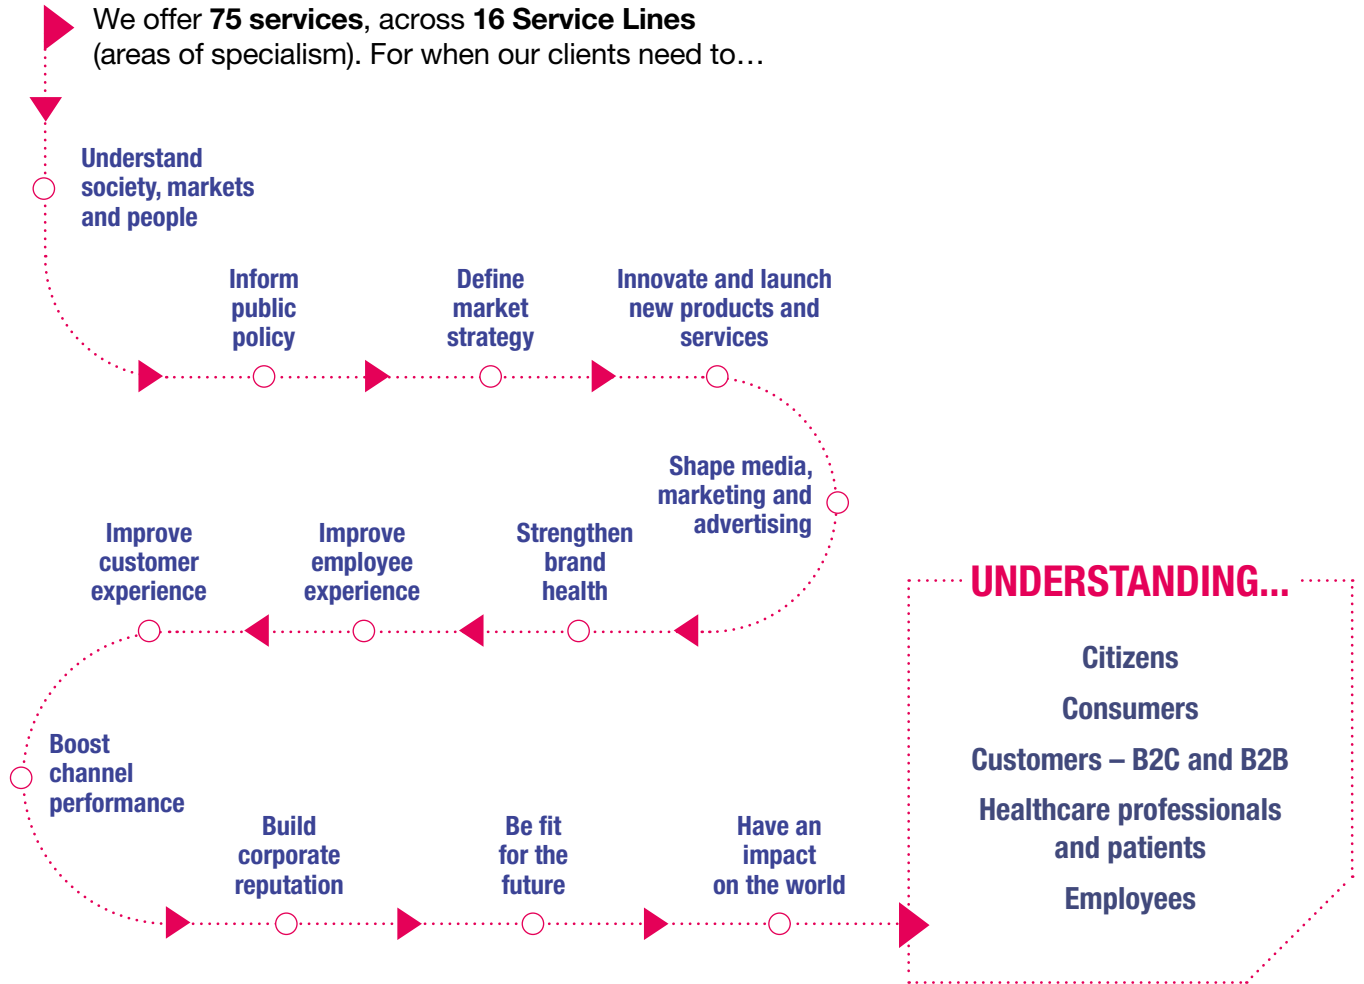 We offer 75 services, across 16 Service Lines
(areas of specialism). For when our clients need to…
Understand
society, markets
and people
Inform
public
policy
Define
market
strategy
Innovate and launch
new products and
services
Shape media,
marketing and
advertising
Strengthen
brand
health
Improve
employee
experience
Improve
customer
experience
Boost
channel
performance
Build
corporate
reputation
Be fit
for the
future
Have an
impact
on the world
UNDERSTANDING...
Citizens
Consumers
Customers – B2C and B2B
Healthcare professionals
and patients
Employees